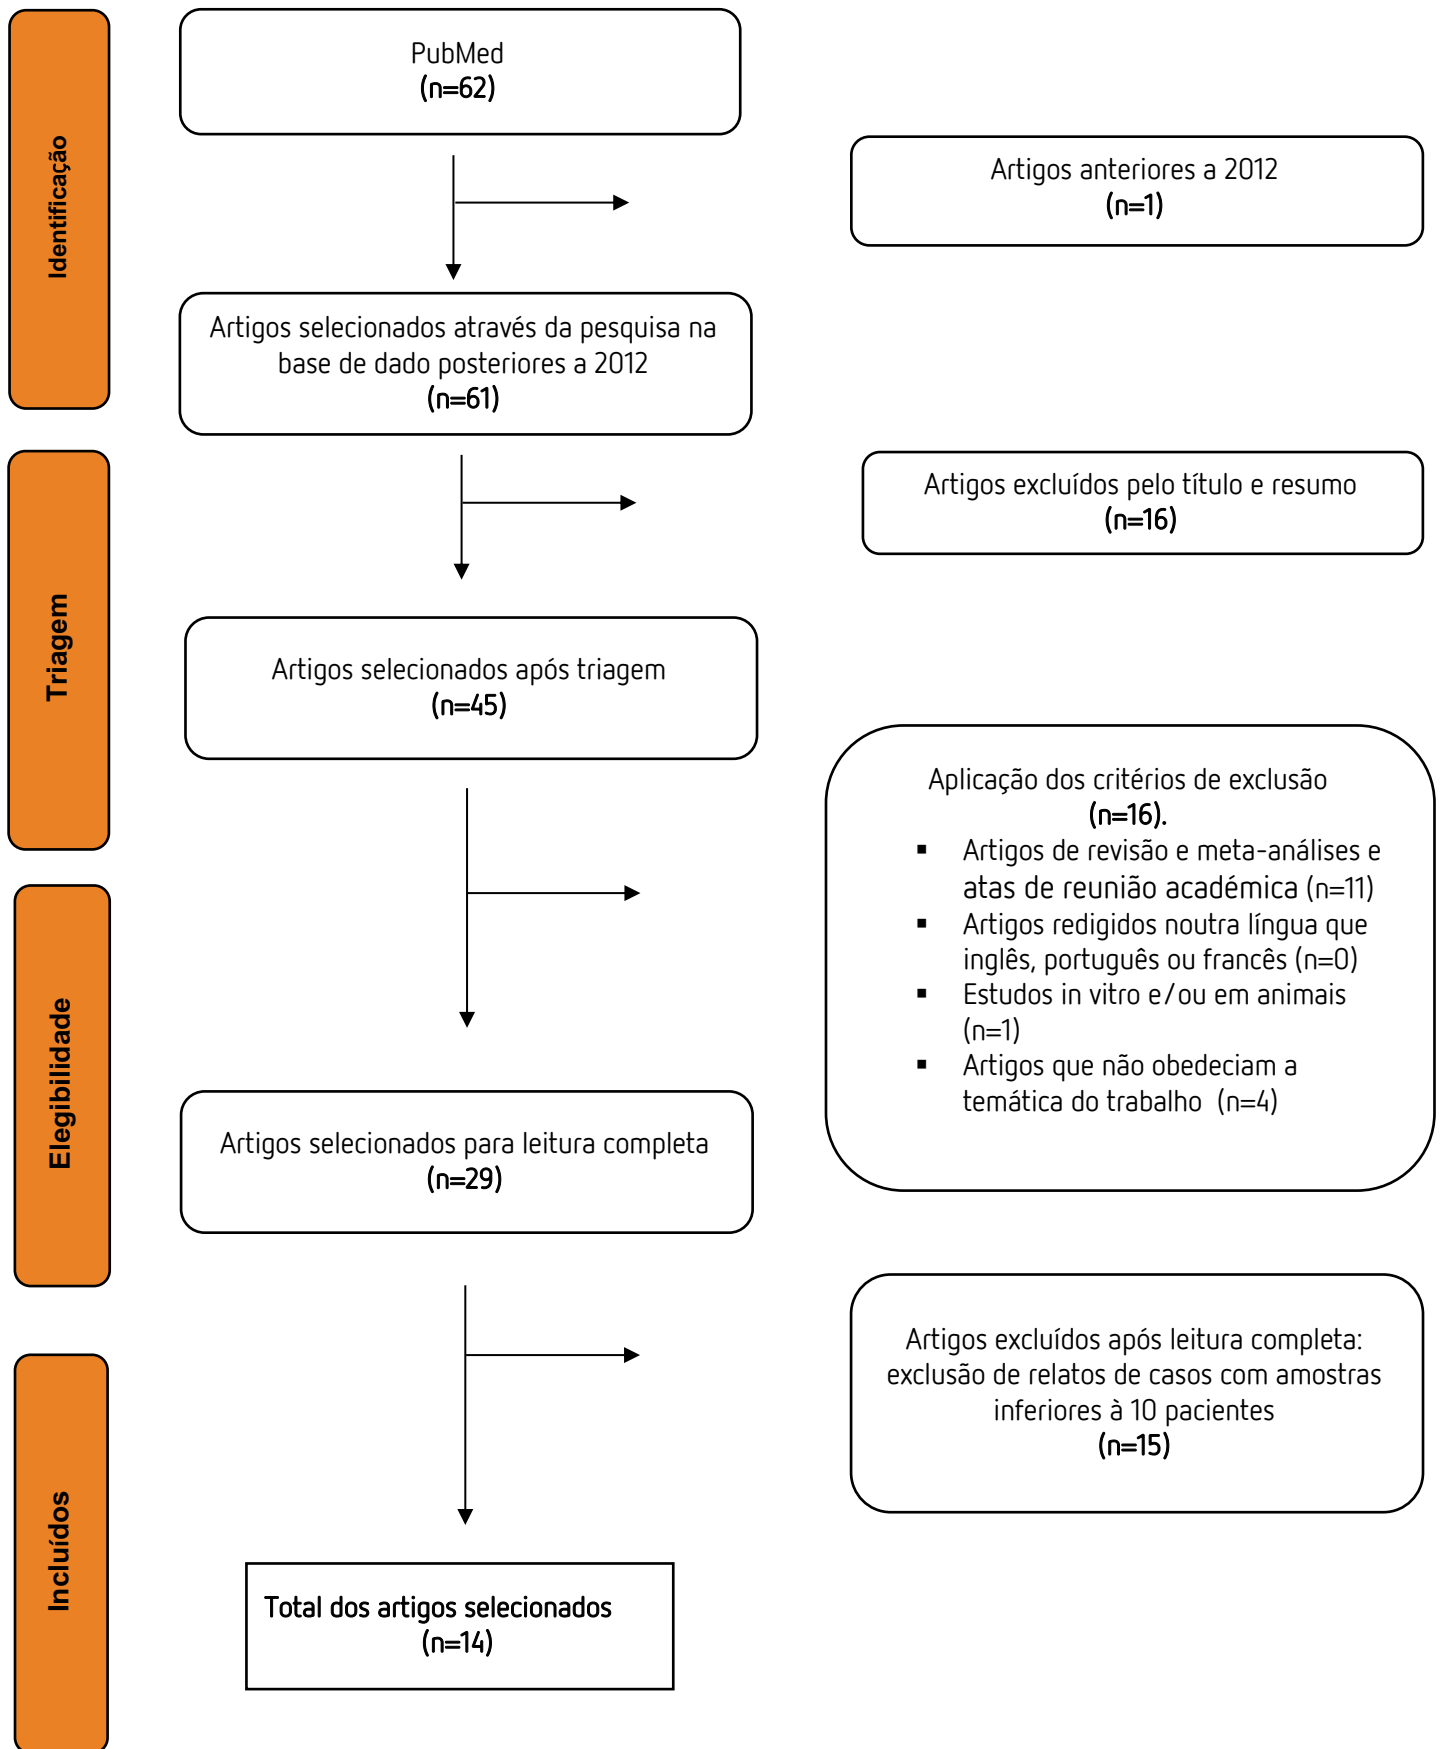 Identificação
PubMed
(n=62)
Artigos anteriores a 2012
(n=1)
Artigos selecionados através da pesquisa na
base de dado posteriores a 2012
(n=61)
Triagem
Artigos excluídos pelo título e resumo
(n=16)
Artigos selecionados após triagem
(n=45)
Aplicação dos critérios de exclusão
(n=16).
▪ Artigos de revisão e meta-análises e
atas de reunião académica (n=11)
▪ Artigos redigidos noutra língua que
inglês, português ou francês (n=0)
▪ Estudos in vitro e/ou em animais
(n=1)
▪ Artigos que não obedeciam a
temática do trabalho (n=4)
Elegibilidade
Artigos selecionados para leitura completa
(n=29)
Artigos excluídos após leitura completa:
exclusão de relatos de casos com amostras
inferiores à 10 pacientes
(n=15)
Incluídos
Total dos artigos selecionados
(n=14)